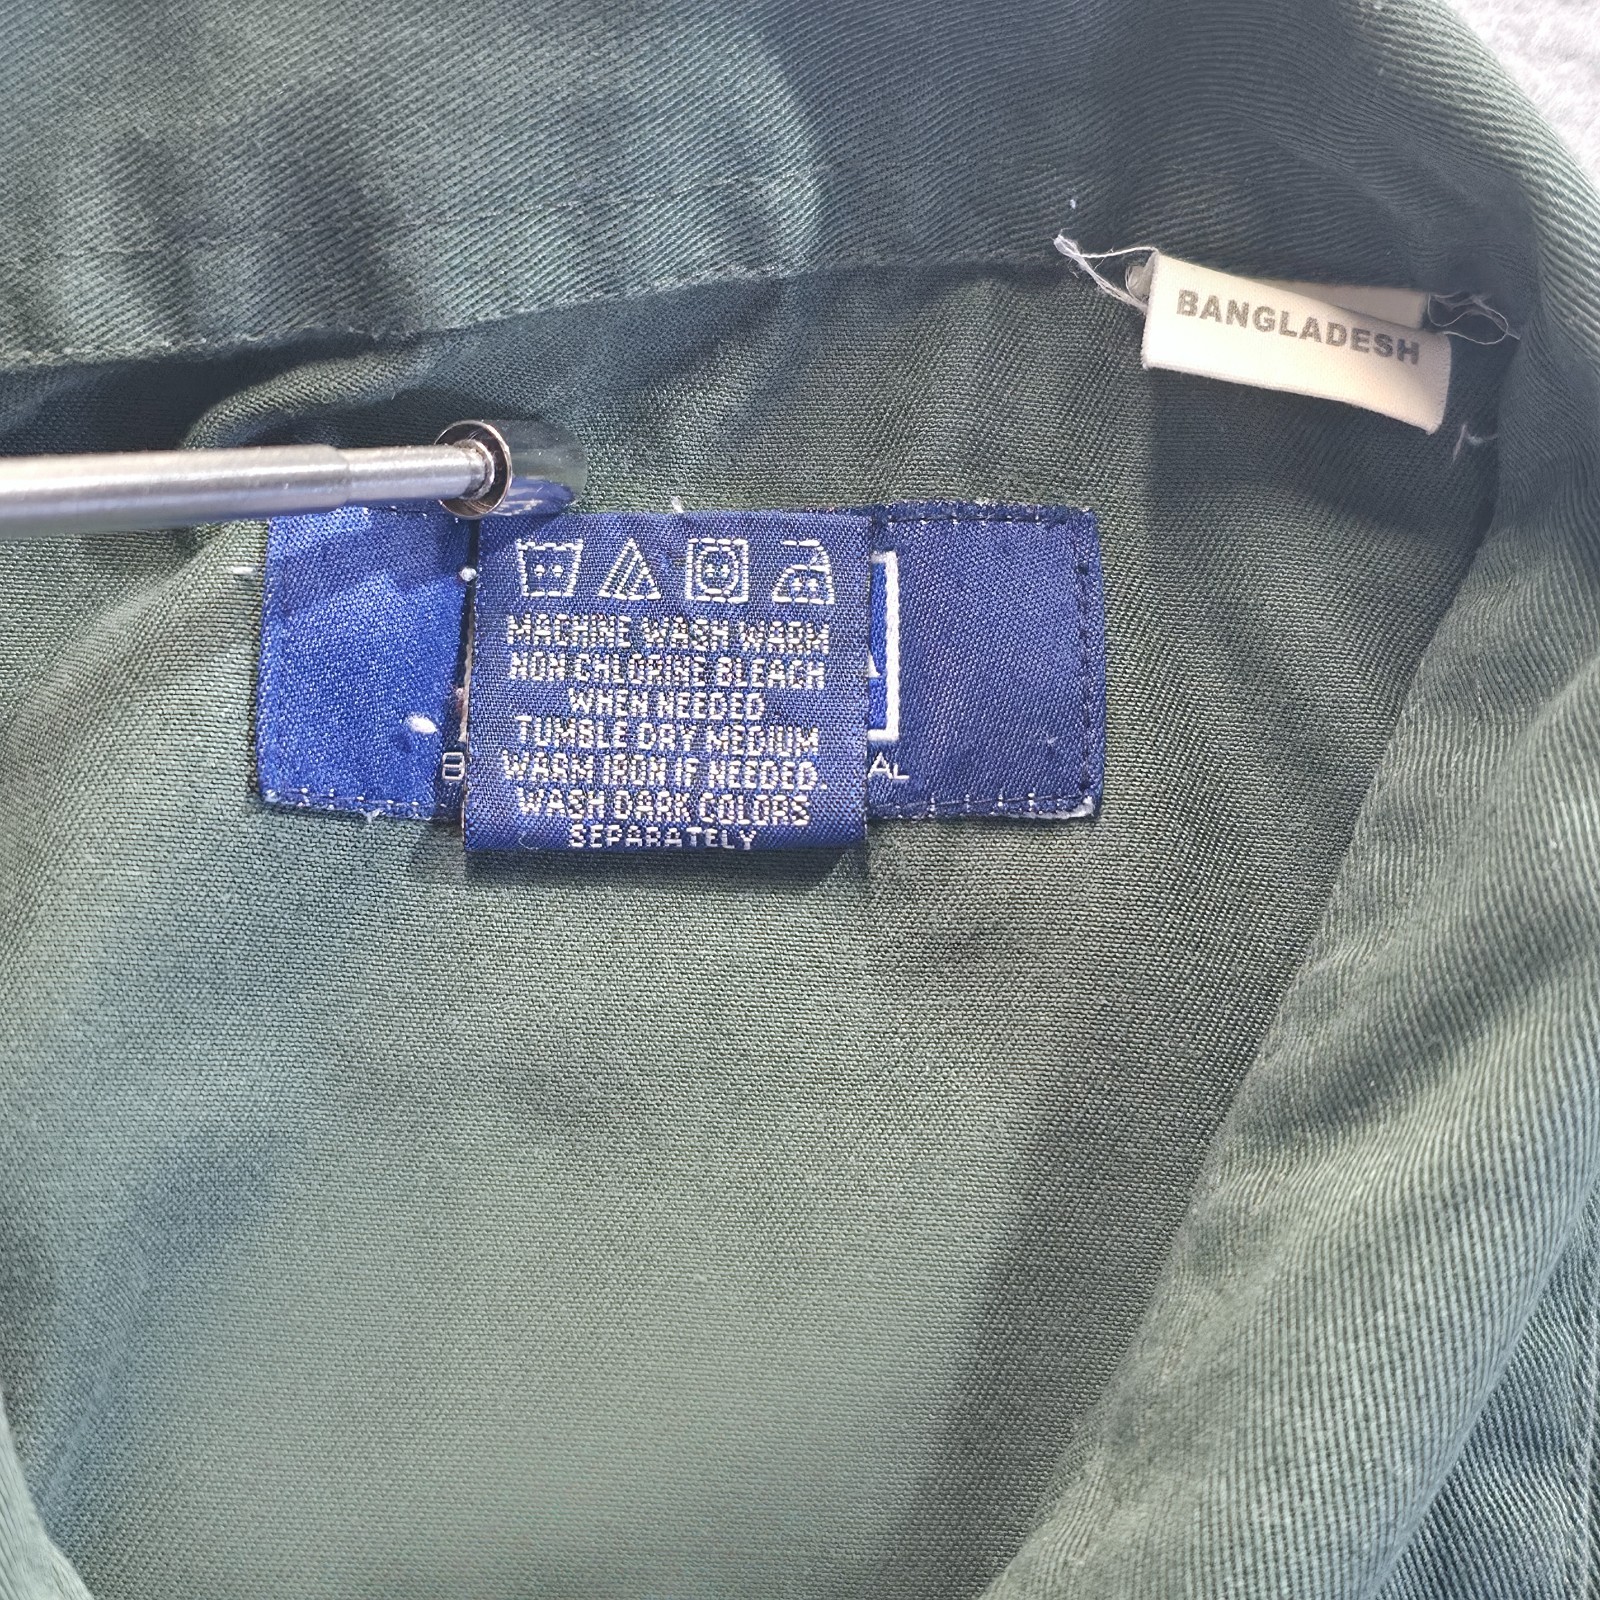 BANGLADESH
MACHINE WASH WARM
NON CHLORINE BLEACH
WHEN NEEDED
TUMBLE DRY MEDIUM
WARM IRON IF NEEDED.
WASH DARK COLORS
SEPARATELY
B
AL